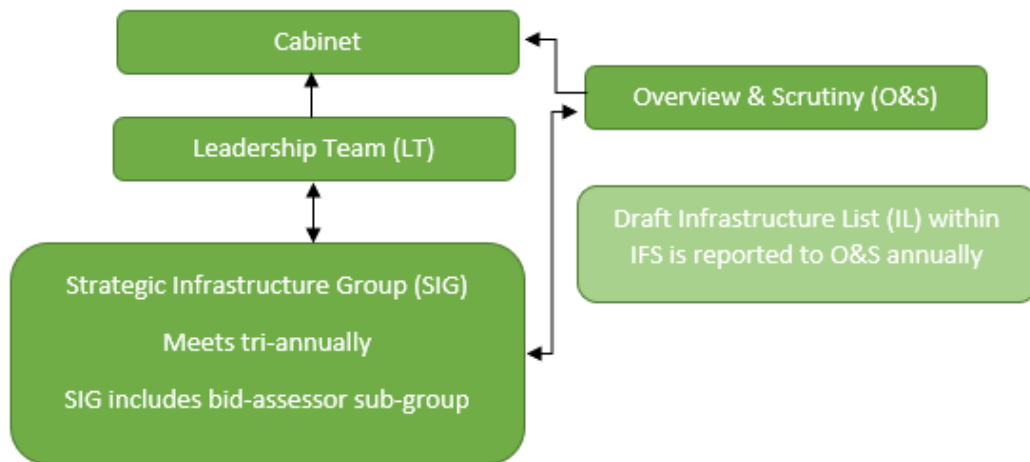 Cabinet
Overview & Scrutiny (O&S)
Leadership Team (LT)
Draft Infrastructure List (IL) within
IFS is reported to O&S annually
Strategic Infrastructure Group (SIG)
Meets tri-annually
SIG includes bid-assessor sub-group